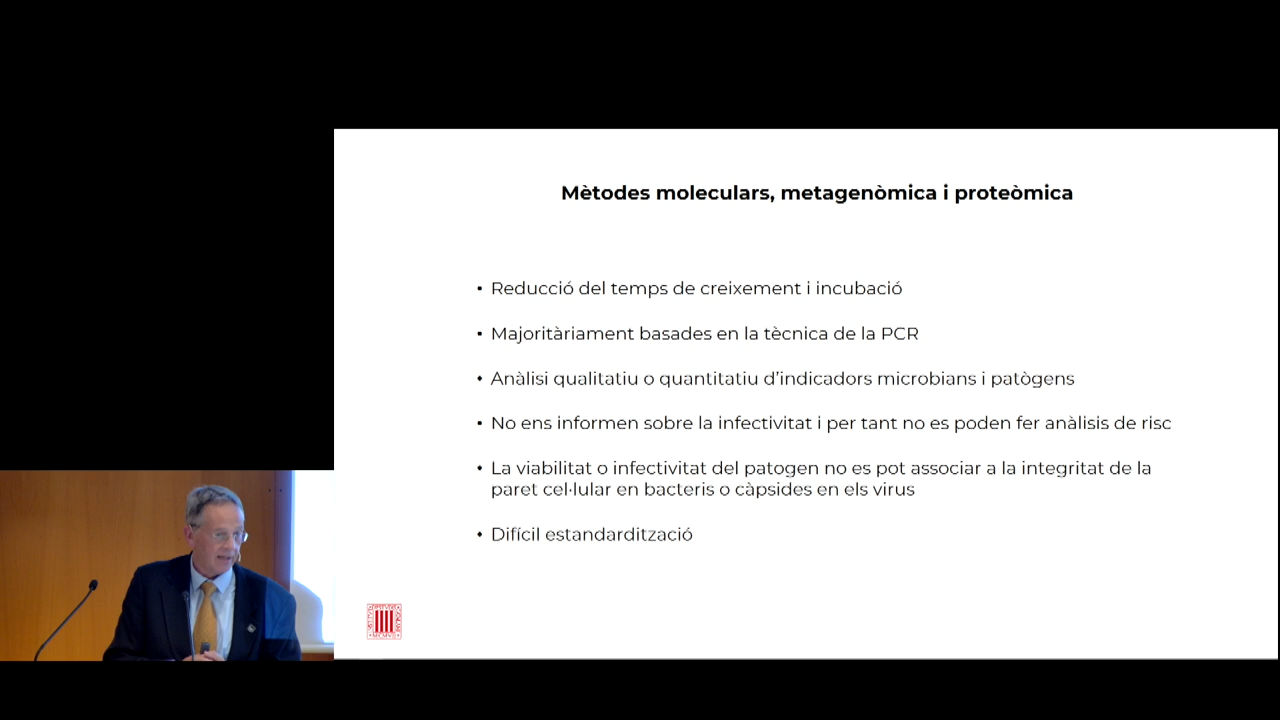 Mètodes moleculars, metagenòmica i proteòmica
• Reducció del temps de creixement i incubació
• Majoritàriament basades en la tècnica de la PCR
• Anàlisi qualitatiu o quantitatiu d’indicadors microbians i patògens
• No ens informen sobre la infectivitat i per tant no es poden fer anàlisis de risc
• La viabilitat o infectivitat del patogen no es pot associar a la integritat de la
paret cel·lular en bacteris o càpsides en els virus
• Difícil estandardització